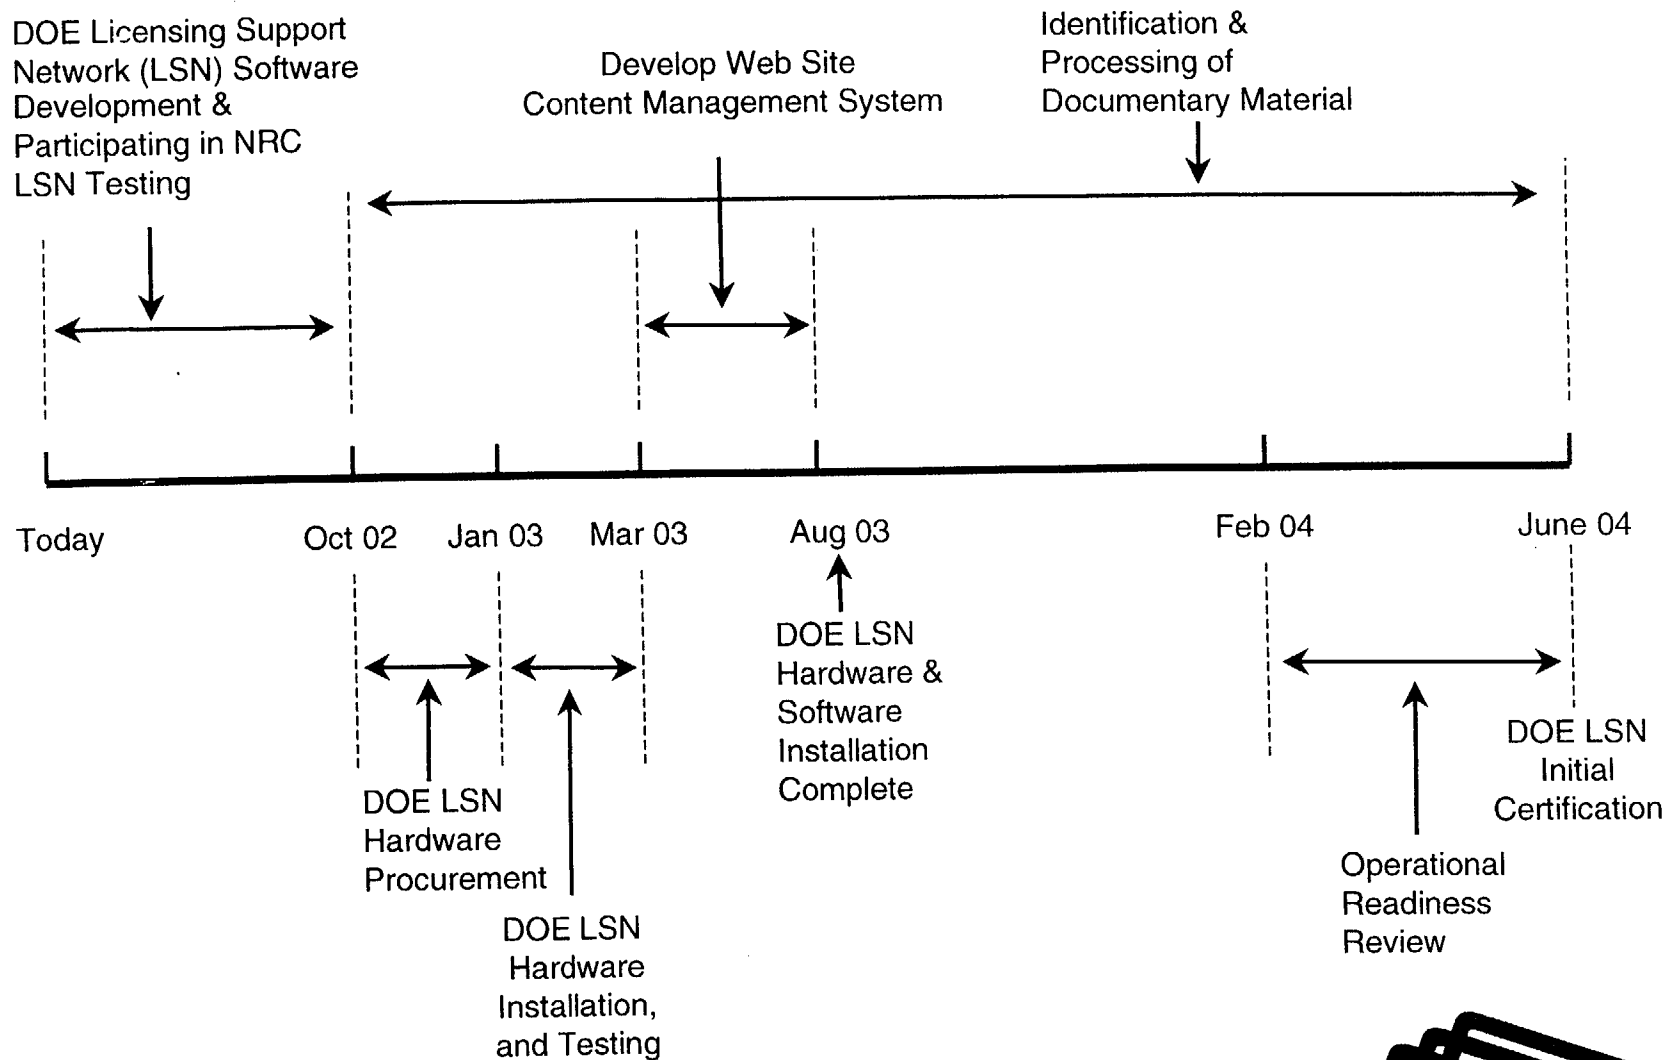 DOE Licensing Support
Network (LSN) Software
Development &
Participating in NRC
LSN Testing
Develop Web Site
Content Management System
Identification &
Processing of
Documentary Material
Today
Oct 02
Jan 03
Mar 03
Aug 03
Feb 04
June 04
DOE LSN
Hardware
Procurement
DOE LSN
Hardware
Installation,
and Testing
DOE LSN
Hardware &
Software
Installation
Complete
Operational
Readiness
Review
DOE LSN
Initial
Certification